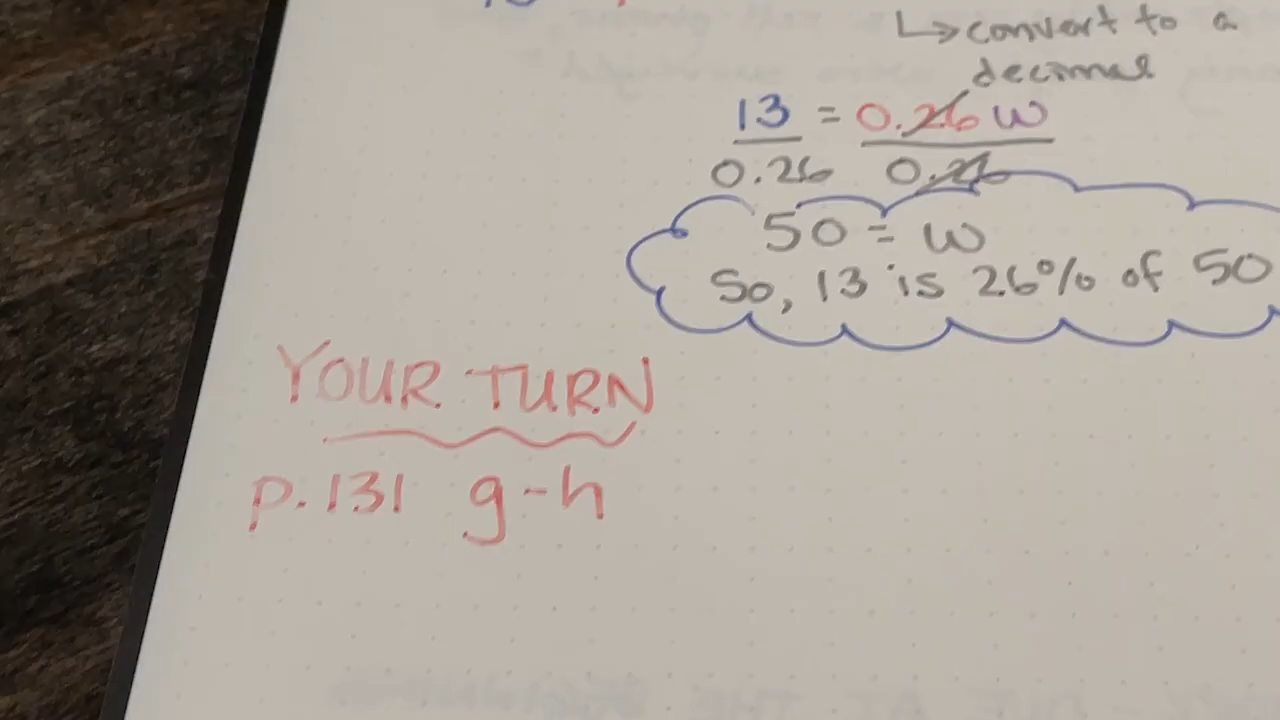 ↳ convert to a
decimal
13 = 0.26 w
0.26 0.26
50 = w
So, 13 is 26% of 50
YOUR TURN
p. 131 g-h